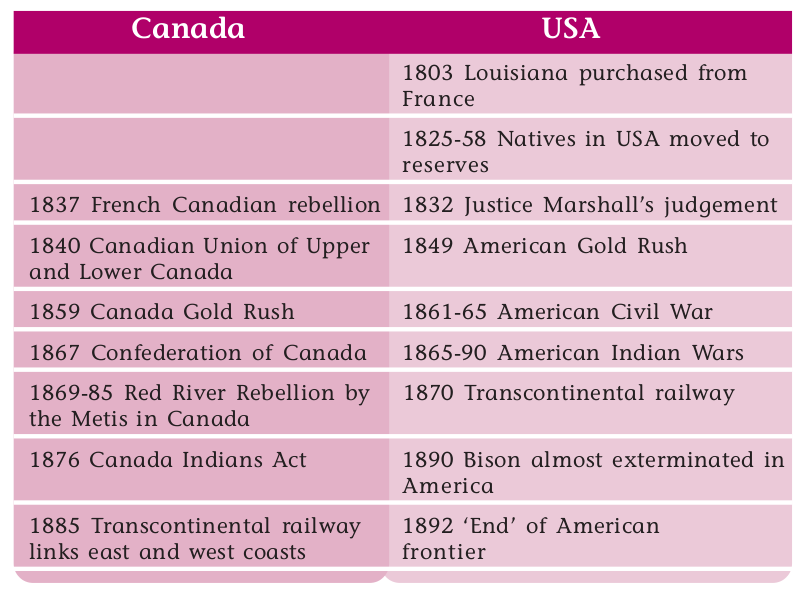 Canada USA
1803 Louisiana purchased from
France
1825-58 Natives in USA moved to
reserves
1837 French Canadian rebellion 1832 Justice Marshall's judgement
1840 Canadian Union of Upper
and Lower Canada
1849 American Gold Rush
1859 Canada Gold Rush 1861-65 American Civil War
1867 Confederation of Canada 1865-90 American Indian Wars
1869-85 Red River Rebellion by
the Metis in Canada
1870 Transcontinental railway
1876 Canada Indians Act
1890 Bison almost exterminated in
America
1885 Transcontinental railway
links east and west coasts
1892 ‘End’ of American
frontier